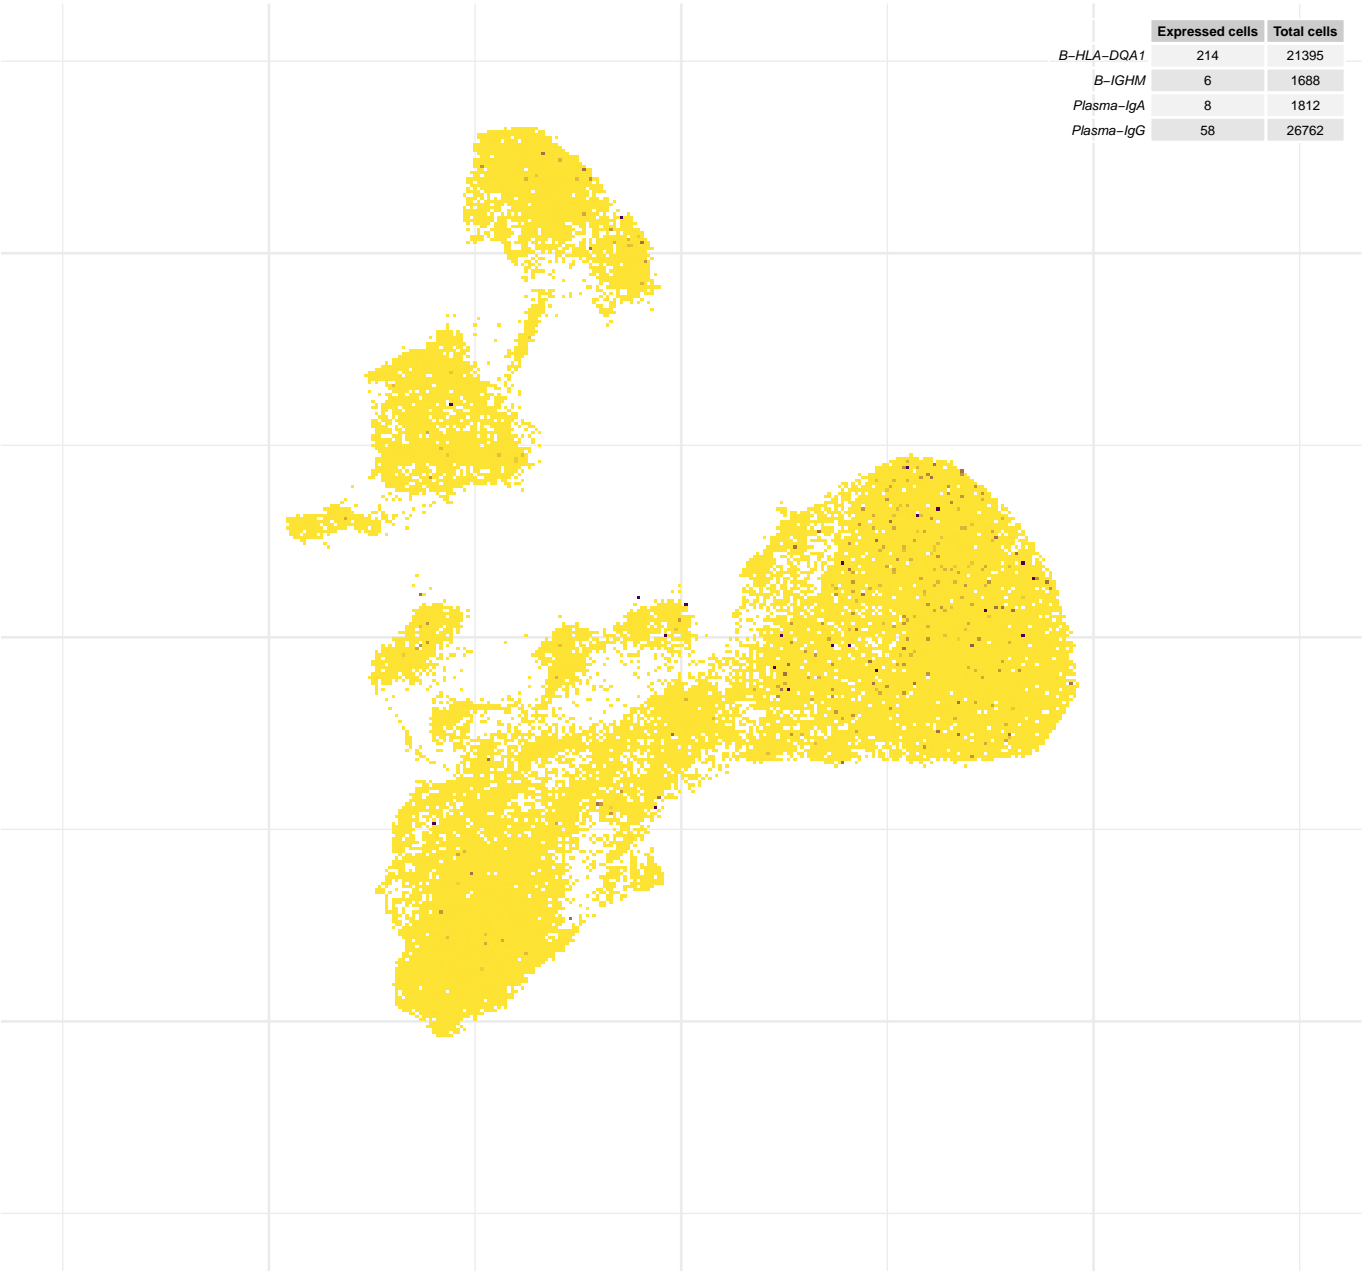 Expressed cells Total cells
B−HLA−DQA1 214 21395
B−IGHM 6 1688
Plasma−IgA 8 1812
Plasma−IgG 58 26762